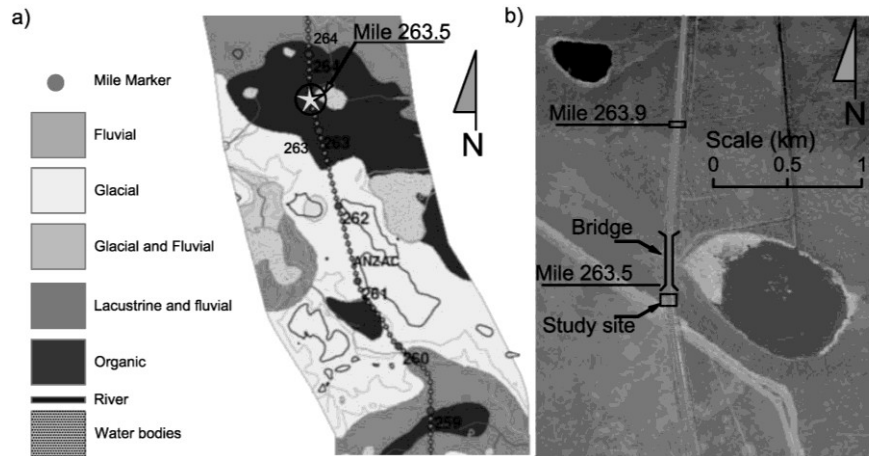 a)
Mile Marker
Fluvial
Glacial
Glacial and Fluvial
Lacustrine and fluvial
Organic
River
Water bodies
Mile 263.5
264
264
263
263
262
ANZAC
261
260
259
N
b)
Mile 263.9
N
Scale (km)
0 0.5 1
Bridge
Mile 263.5
Study site